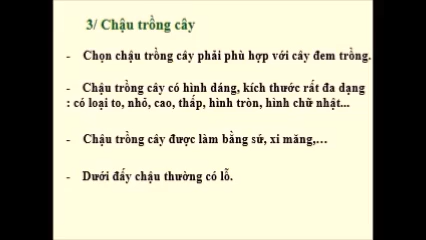 3/ Chậu trồng cây
- Chọn chậu trồng cây phải phù hợp với cây đem trồng.
- Chậu trồng cây có hình dáng, kích thước rất đa dạng
: có loại to, nhỏ, cao, thấp, hình tròn, hình chữ nhật...
- Chậu trồng cây được làm bằng sứ, xi măng,...
- Dưới đấy chậu thường có lỗ.